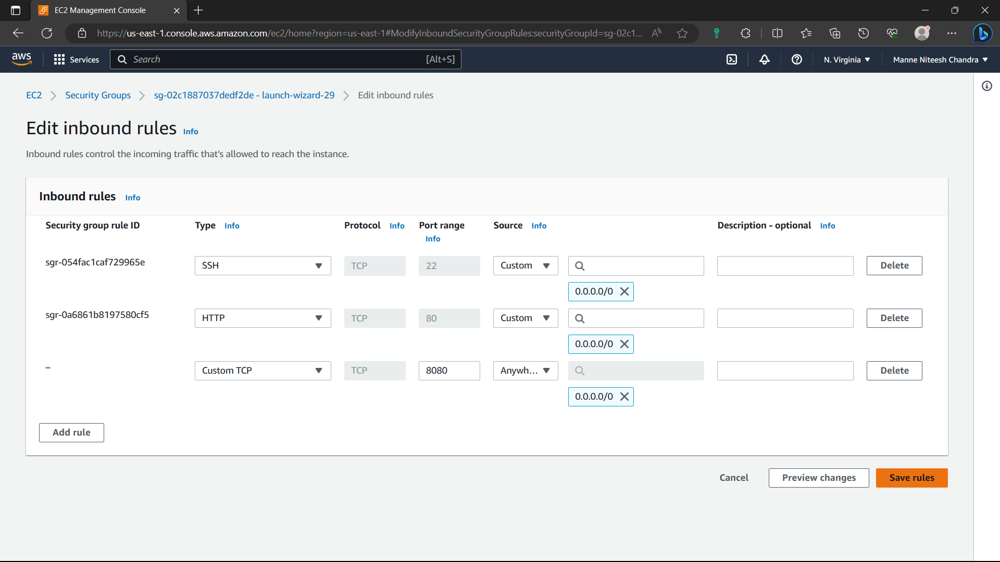 EC2 Management Console
https://us-east-1.console.aws.amazon.com/ec2/home?region=us-east-1#ModifyInboundSecurityGroupRules:securityGroupId=sg-02c1...
aws Services Search [Alt+S] N. Virginia Manne Niteesh Chandra
EC2 Security Groups sg-02c1887037dedf2de - launch-wizard-29 Edit inbound rules
Edit inbound rules Info
Inbound rules control the incoming traffic that's allowed to reach the instance.
Inbound rules Info
Security group rule ID Type Info Protocol Info Port range Info Source Info Description - optional Info
sgr-054fac1caf729965e SSH TCP 22 Custom Delete
0.0.0.0/0
sgr-0a6861b8197580cf5 HTTP TCP 80 Custom Delete
0.0.0.0/0
– Custom TCP TCP 8080 Anywh... Delete
0.0.0.0/0
Add rule
Cancel Preview changes Save rules